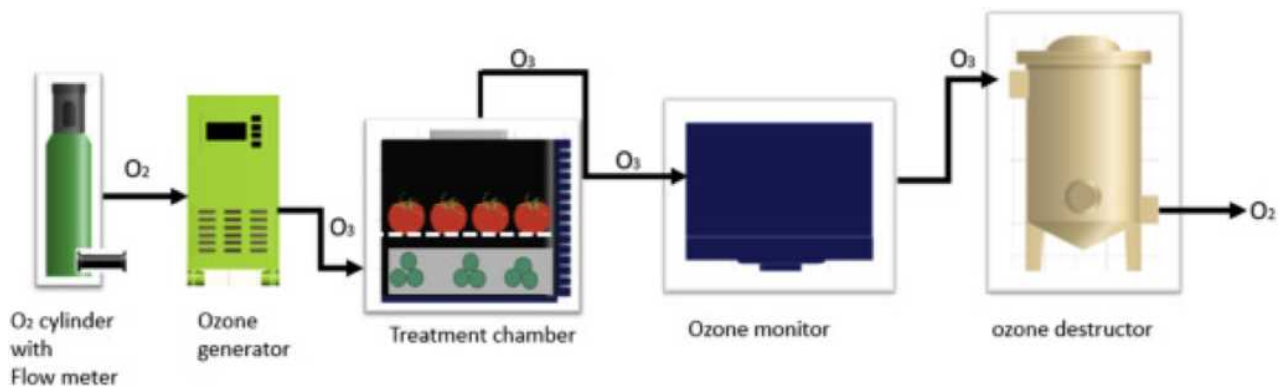 O₂
O₃
O₃
O₃
O₃
O₂
O₂ cylinder
with
Flow meter
Ozone
generator
Treatment chamber
Ozone monitor
ozone destructor